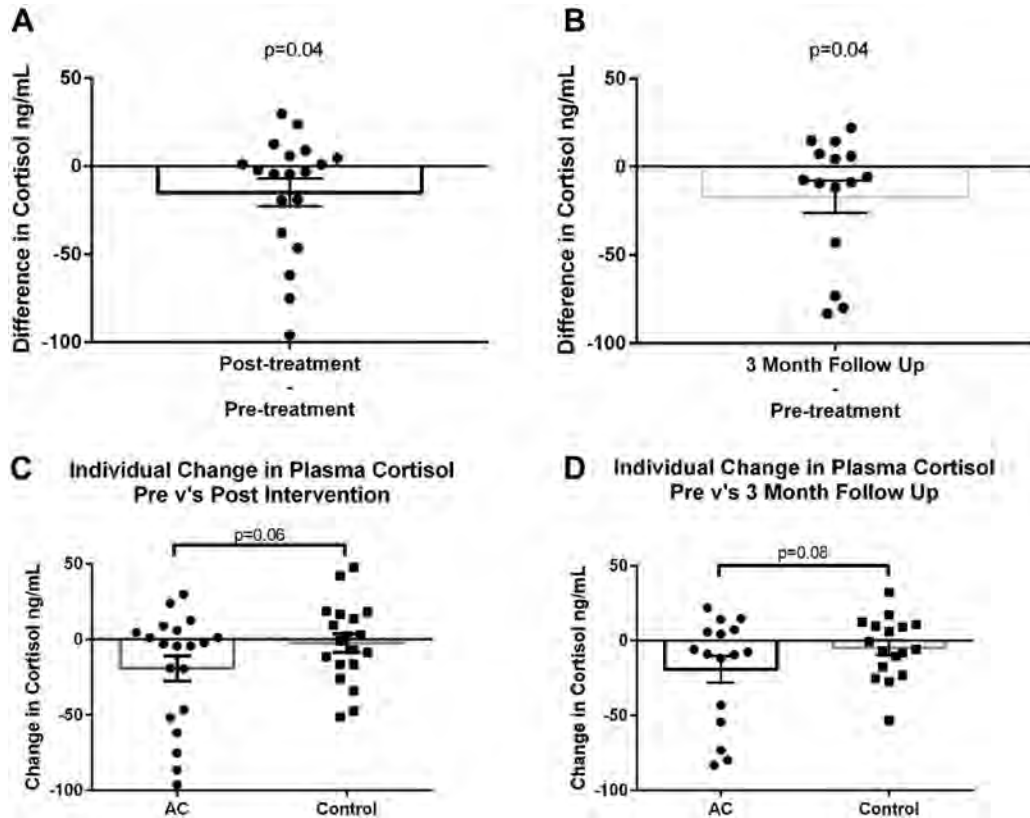 A
p=0.04
Difference in Cortisol ng/mL
50
0
-50
-100
Post-treatment
-
Pre-treatment
B
p=0.04
Difference in Cortisol ng/mL
50
0
-50
-100
3 Month Follow Up
-
Pre-treatment
C
Individual Change in Plasma Cortisol
Pre v's Post Intervention
p=0.06
Change in Cortisol ng/mL
50
0
-50
-100
AC
Control
D
Individual Change in Plasma Cortisol
Pre v's 3 Month Follow Up
p=0.08
Change in Cortisol ng/mL
50
0
-50
-100
AC
Control